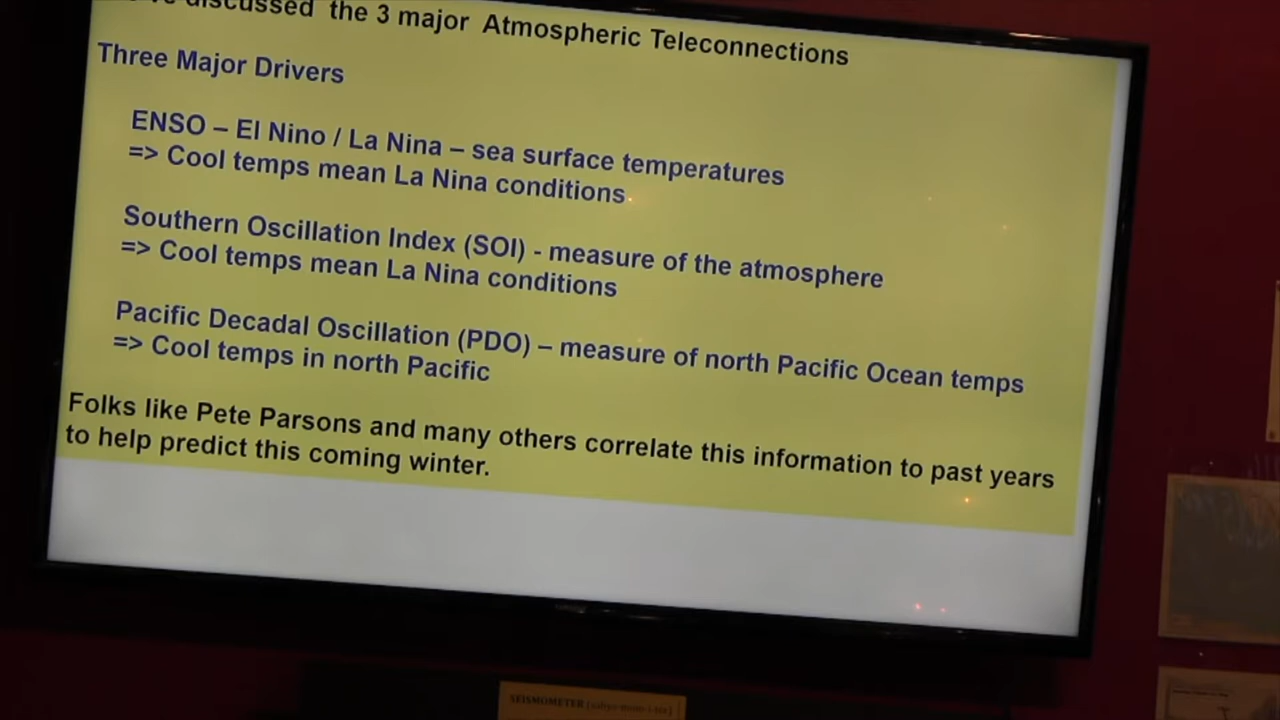 discussed the 3 major Atmospheric Teleconnections
Three Major Drivers
ENSO – El Nino / La Nina – sea surface temperatures
=> Cool temps mean La Nina conditions.
Southern Oscillation Index (SOI) - measure of the atmosphere
=> Cool temps mean La Nina conditions
Pacific Decadal Oscillation (PDO) – measure of north Pacific Ocean temps
=> Cool temps in north Pacific
Folks like Pete Parsons and many others correlate this information to past years
to help predict this coming winter.
SEISMOMETER